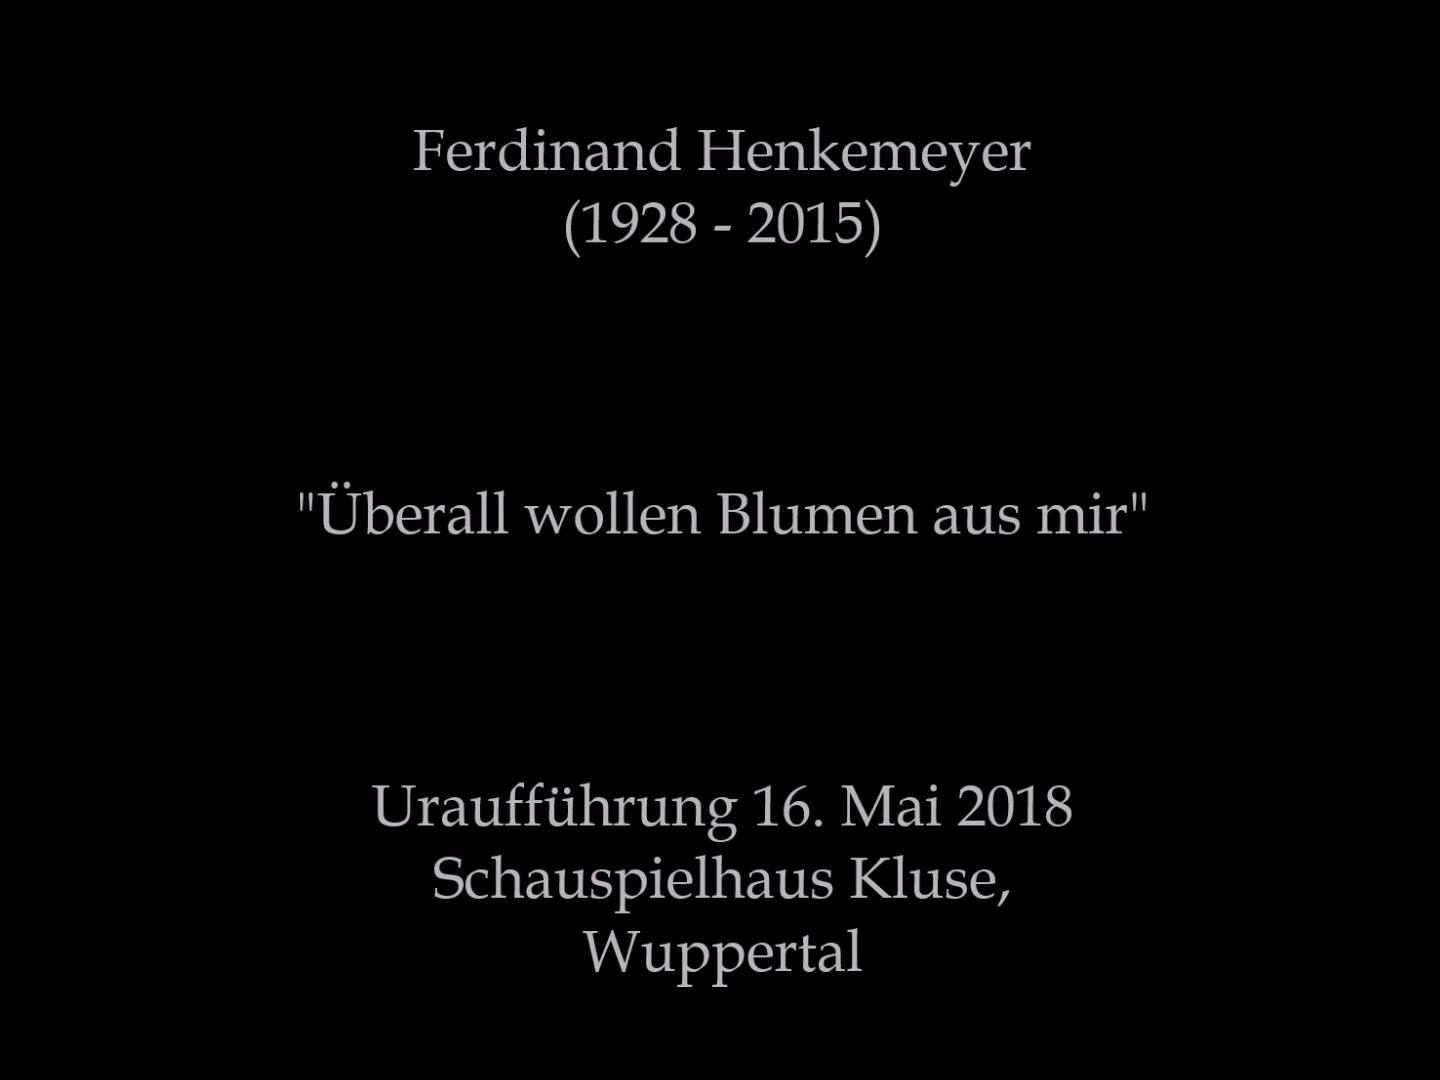 Ferdinand Henkemeyer
(1928 - 2015)
"Überall wollen Blumen aus mir"
Uraufführung 16. Mai 2018
Schauspielhaus Kluse,
Wuppertal